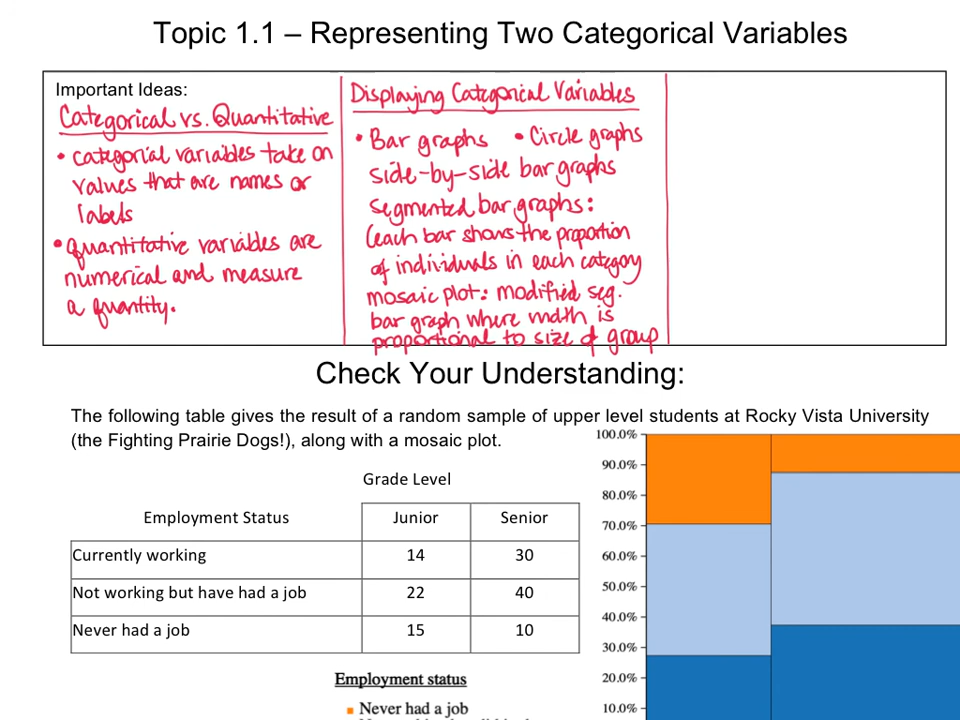 Topic 1.1 – Representing Two Categorical Variables
Important Ideas:
Categorical vs. Quantitative
• categorial variables take on
values that are names or
labels
• quantitative variables are
numerical and measure
a quantity.
Displaying Categorical Variables
• Bar graphs • Circle graphs
side-by-side bar graphs
segmented bar graphs:
(each bar shows the proportion
of individuals in each category
mosaic plot: modified seg.
bar graph where width is
proportional to size of group
Check Your Understanding:
The following table gives the result of a random sample of upper level students at Rocky Vista University
(the Fighting Prairie Dogs!), along with a mosaic plot.
Grade Level
Employment Status Junior Senior
Currently working 14 30
Not working but have had a job 22 40
Never had a job 15 10
100.0%
90.0%
80.0%
70.0%
60.0%
50.0%
40.0%
30.0%
20.0%
10.0%
Employment status
Never had a job